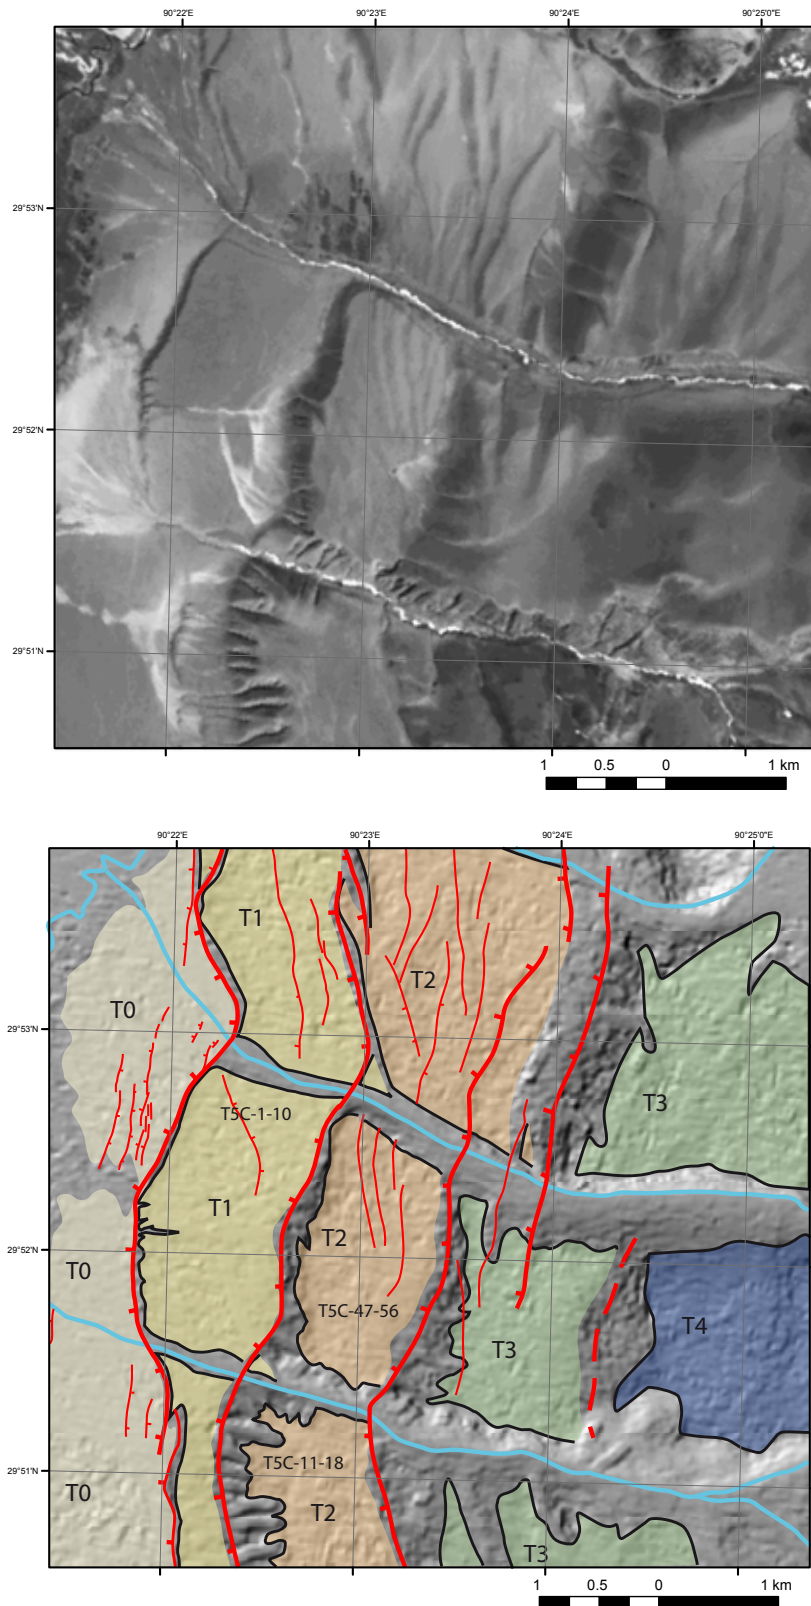 90°22'E 90°23'E 90°24'E 90°25'0"E
29°53'N
29°52'N
29°51'N
1 0.5 0 1 km
90°22'E 90°23'E 90°24'E 90°25'0"E
T1
T2
T0
29°53'N
T3
T5C-1-10
T1
T2
29°52'N
T0
T5C-47-56
T4
T3
T5C-11-18
29°51'N
T0
T2
T3
1 0.5 0 1 km